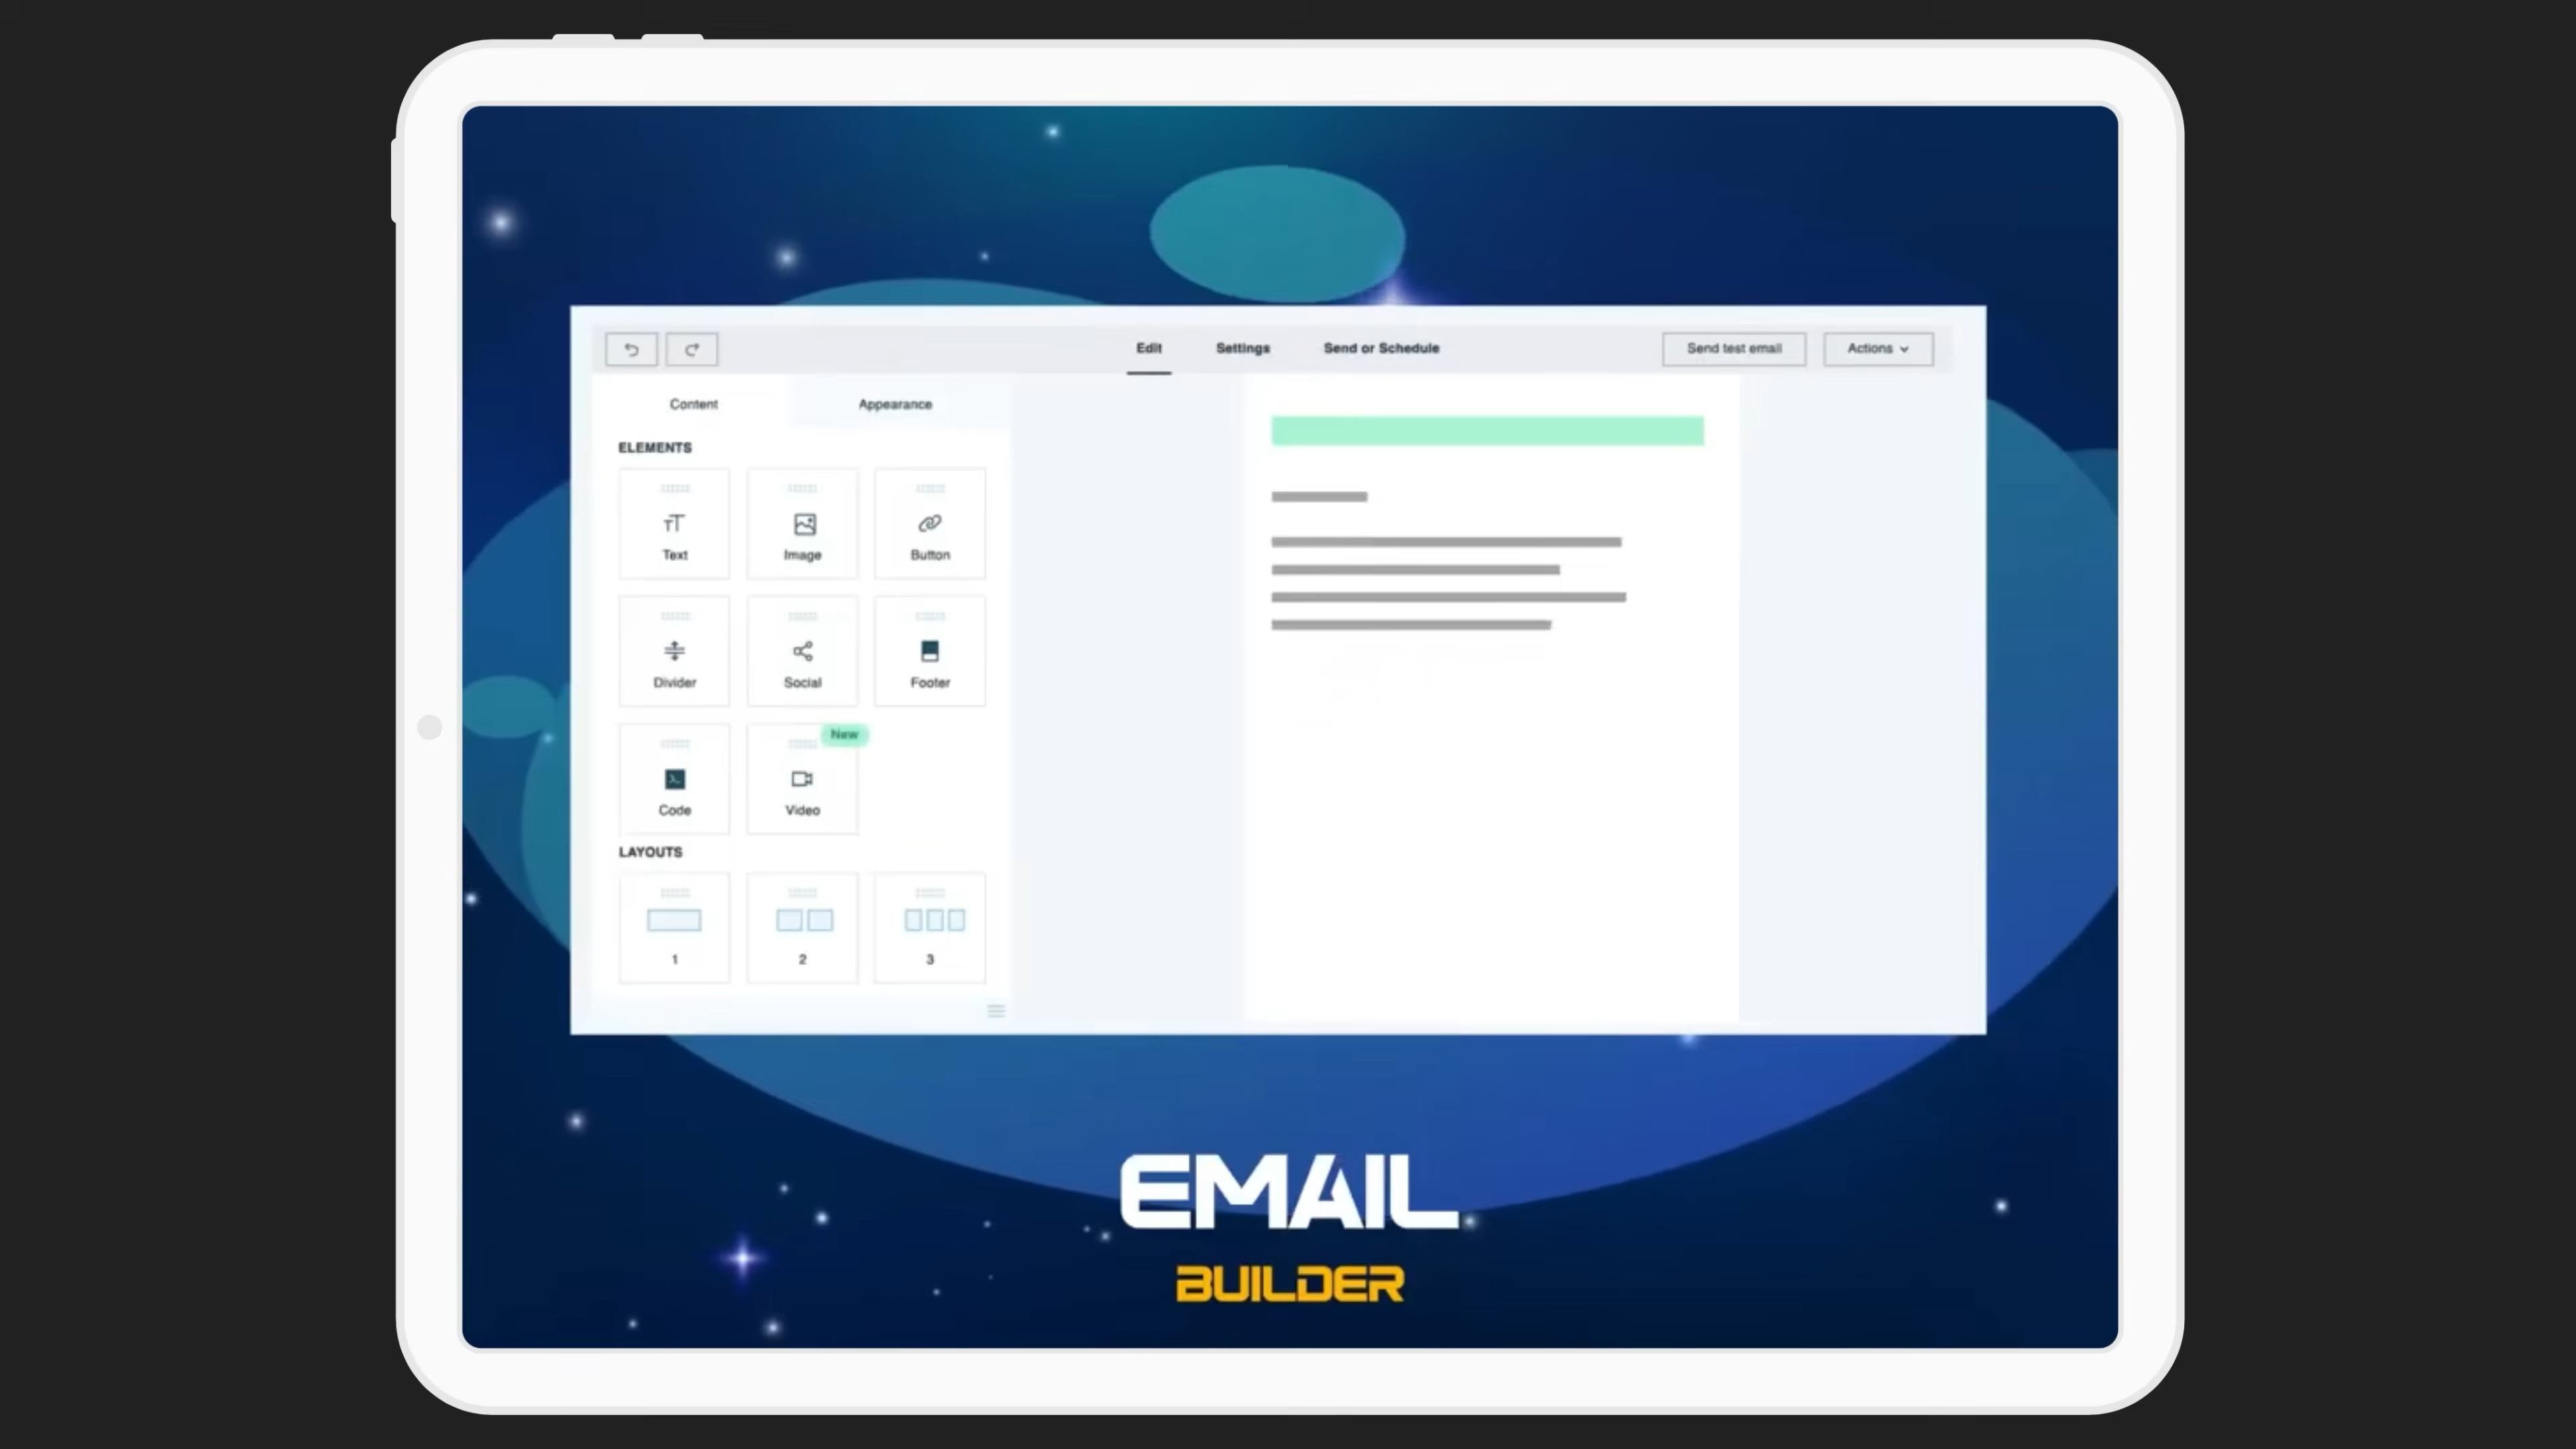 Edit Settings Send or Schedule Send test email Actions
Content Appearance
ELEMENTS
Text Image Button
Divider Social Footer
New
Code Video
LAYOUTS
1 2 3
EMAIL
BUILDER